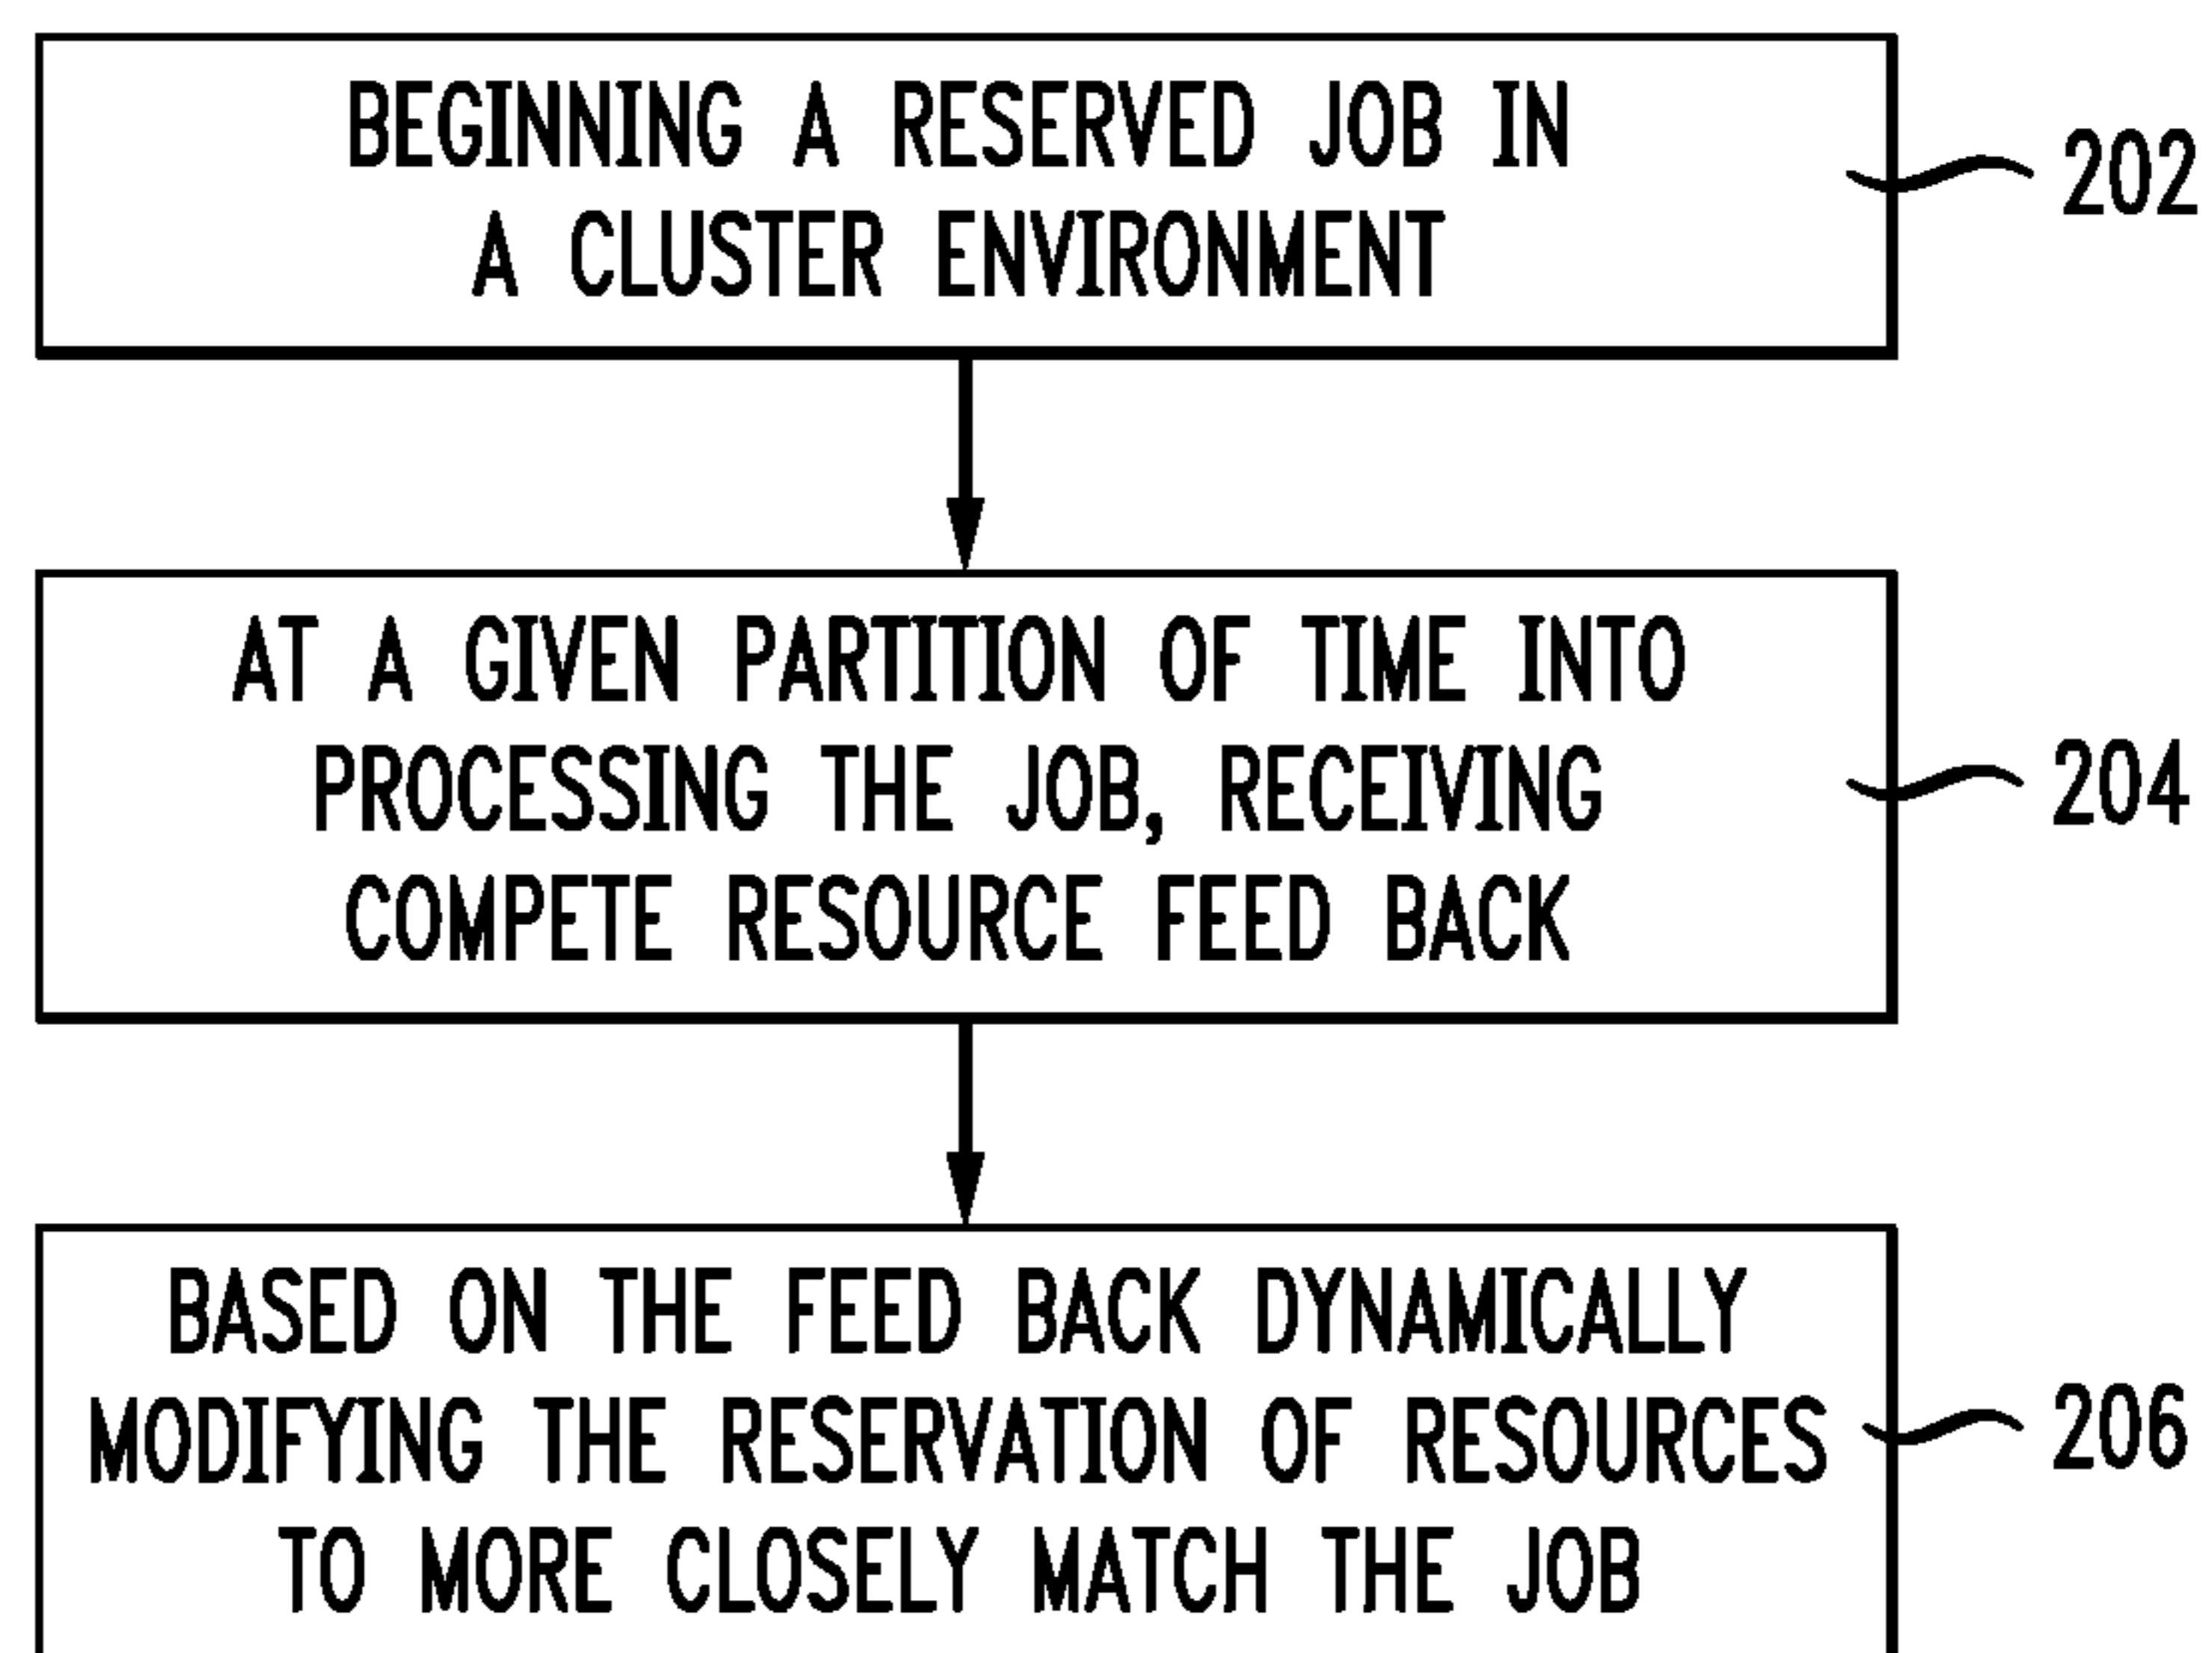 BEGINNING A RESERVED JOB IN
A CLUSTER ENVIRONMENT
202
AT A GIVEN PARTITION OF TIME INTO
PROCESSING THE JOB, RECEIVING
COMPETE RESOURCE FEED BACK
204
BASED ON THE FEED BACK DYNAMICALLY
MODIFYING THE RESERVATION OF RESOURCES
TO MORE CLOSELY MATCH THE JOB
206